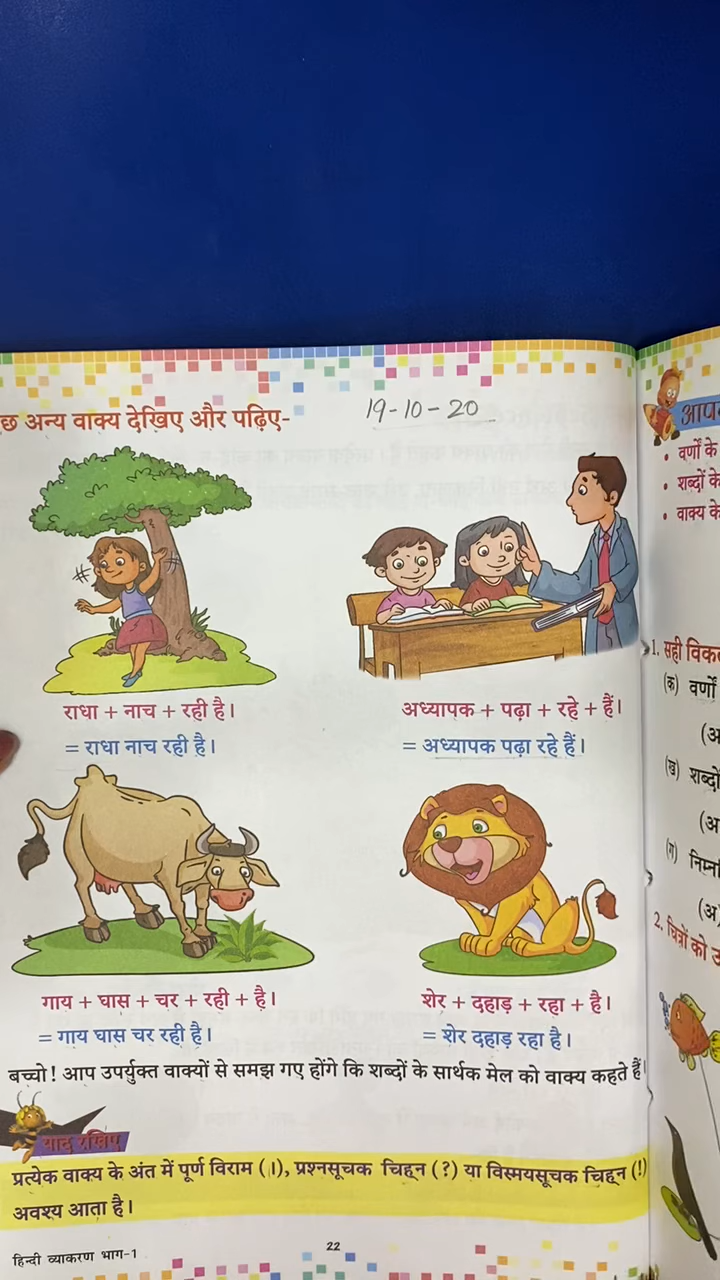 अन्य वाक्य देखिए और पढ़िए-
19-10-20
राधा + नाच + रही है।
= राधा नाच रही है।
अध्यापक + पढ़ा + रहे + हैं।
= अध्यापक पढ़ा रहे हैं।
गाय + घास + चर + रही + है।
= गाय घास चर रही है।
शेर + दहाड़ + रहा + है।
= शेर दहाड़ रहा है।
बच्चो! आप उपर्युक्त वाक्यों से समझ गए होंगे कि शब्दों के सार्थक मेल को वाक्य कहते हैं।
याद रखिए
प्रत्येक वाक्य के अंत में पूर्ण विराम (।), प्रश्नसूचक चिह्न (?) या विस्मयसूचक चिह्न (!)
अवश्य आता है।
हिन्दी व्याकरण भाग-1
22
• वर्णों के
• शब्दों के
• वाक्य के
1. सही
(क) वर्णों
(अ
(ख) शब्दों
(अ
(ग)
(अ)
2. चित्रों को